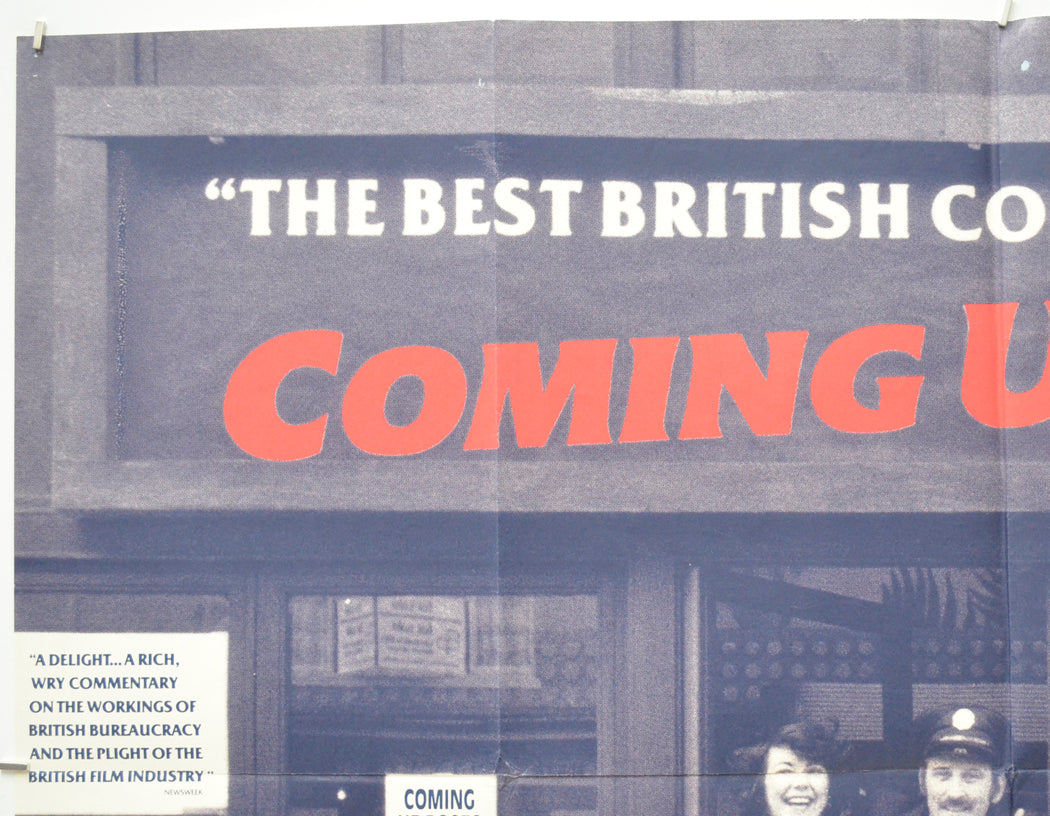 “THE BEST BRITISH CO
COMING U
“A DELIGHT... A RICH,
WRY COMMENTARY
ON THE WORKINGS OF
BRITISH BUREAUCRACY
AND THE PLIGHT OF THE
BRITISH FILM INDUSTRY”
NEWSWEEK
COMING